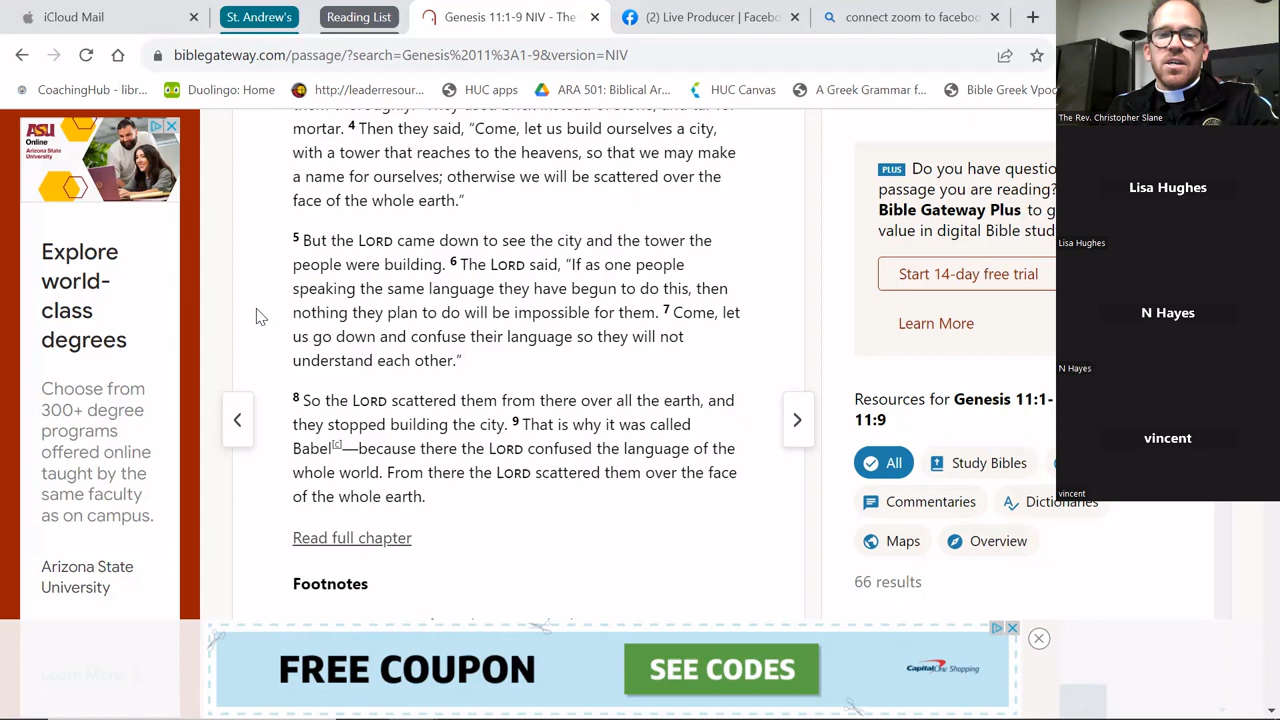 iCloud Mail
St. Andrew's
Reading List
Genesis 11:1-9 NIV - The
(2) Live Producer | Facebo
connect zoom to faceboo
biblegateway.com/passage/?search=Genesis%2011%3A1-9&version=NIV
CoachingHub - libr...
Duolingo: Home
http://leaderresour...
HUC apps
ARA 501: Biblical Ar...
HUC Canvas
A Greek Grammar f...
Bible Greek Vpoc
The Rev. Christopher Slane
Lisa Hughes
Lisa Hughes
N Hayes
N Hayes
vincent
vincent
ASU
Online
Arizona State
University
Explore
world-
class
degrees
Choose from
300+ degree
programs
offered online
taught by the
same faculty
as on campus.
Arizona State
University
Learn More
mortar. 4 Then they said, “Come, let us build ourselves a city,
with a tower that reaches to the heavens, so that we may make
a name for ourselves; otherwise we will be scattered over the
face of the whole earth.”
5 But the LORD came down to see the city and the tower the
people were building. 6 The LORD said, “If as one people
speaking the same language they have begun to do this, then
nothing they plan to do will be impossible for them. 7 Come, let
us go down and confuse their language so they will not
understand each other.”
8 So the LORD scattered them from there over all the earth, and
they stopped building the city. 9 That is why it was called
Babel[c]—because there the LORD confused the language of the
whole world. From there the LORD scattered them over the face
of the whole earth.
Read full chapter
Footnotes
PLUS Do you have questio
passage you are reading?
Bible Gateway Plus to g
value in digital Bible stud
Start 14-day free trial
Learn More
Resources for Genesis 11:1-
11:9
All
Study Bibles
Commentaries
Dictionaries
Maps
Overview
66 results
FREE COUPON
SEE CODES
Capital One Shopping